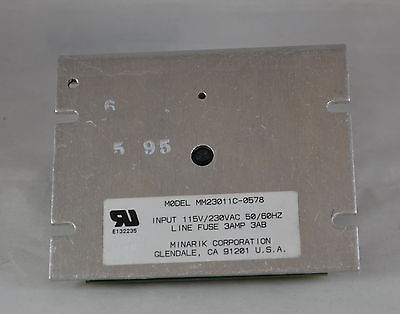 6
5 95
MODEL MM23011C-0578
INPUT 115V/230VAC 50/60HZ
LINE FUSE 3AMP 3AB
MINARIK CORPORATION
GLENDALE, CA 91201 U.S.A.
RU
E132235